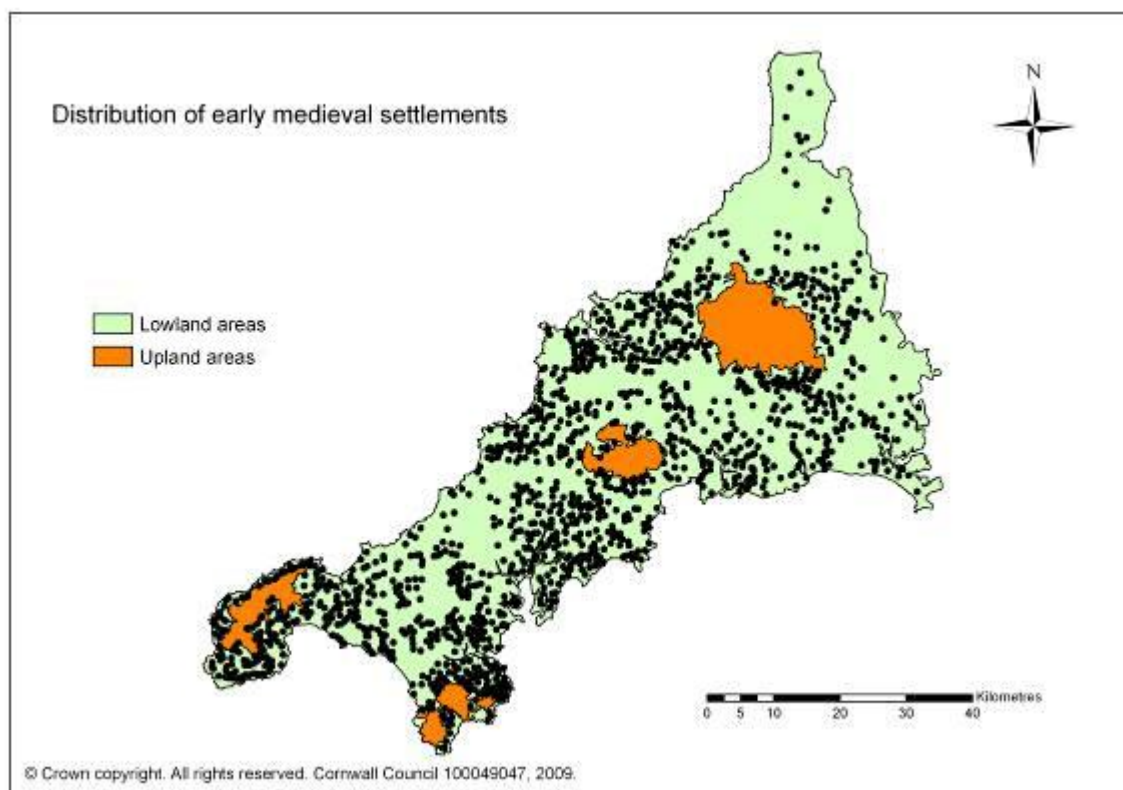 N
Distribution of early medieval settlements
Lowland areas
Upland areas
Kilometres
0 5 10 20 30 40
© Crown copyright. All rights reserved. Cornwall Council 100049047, 2009.